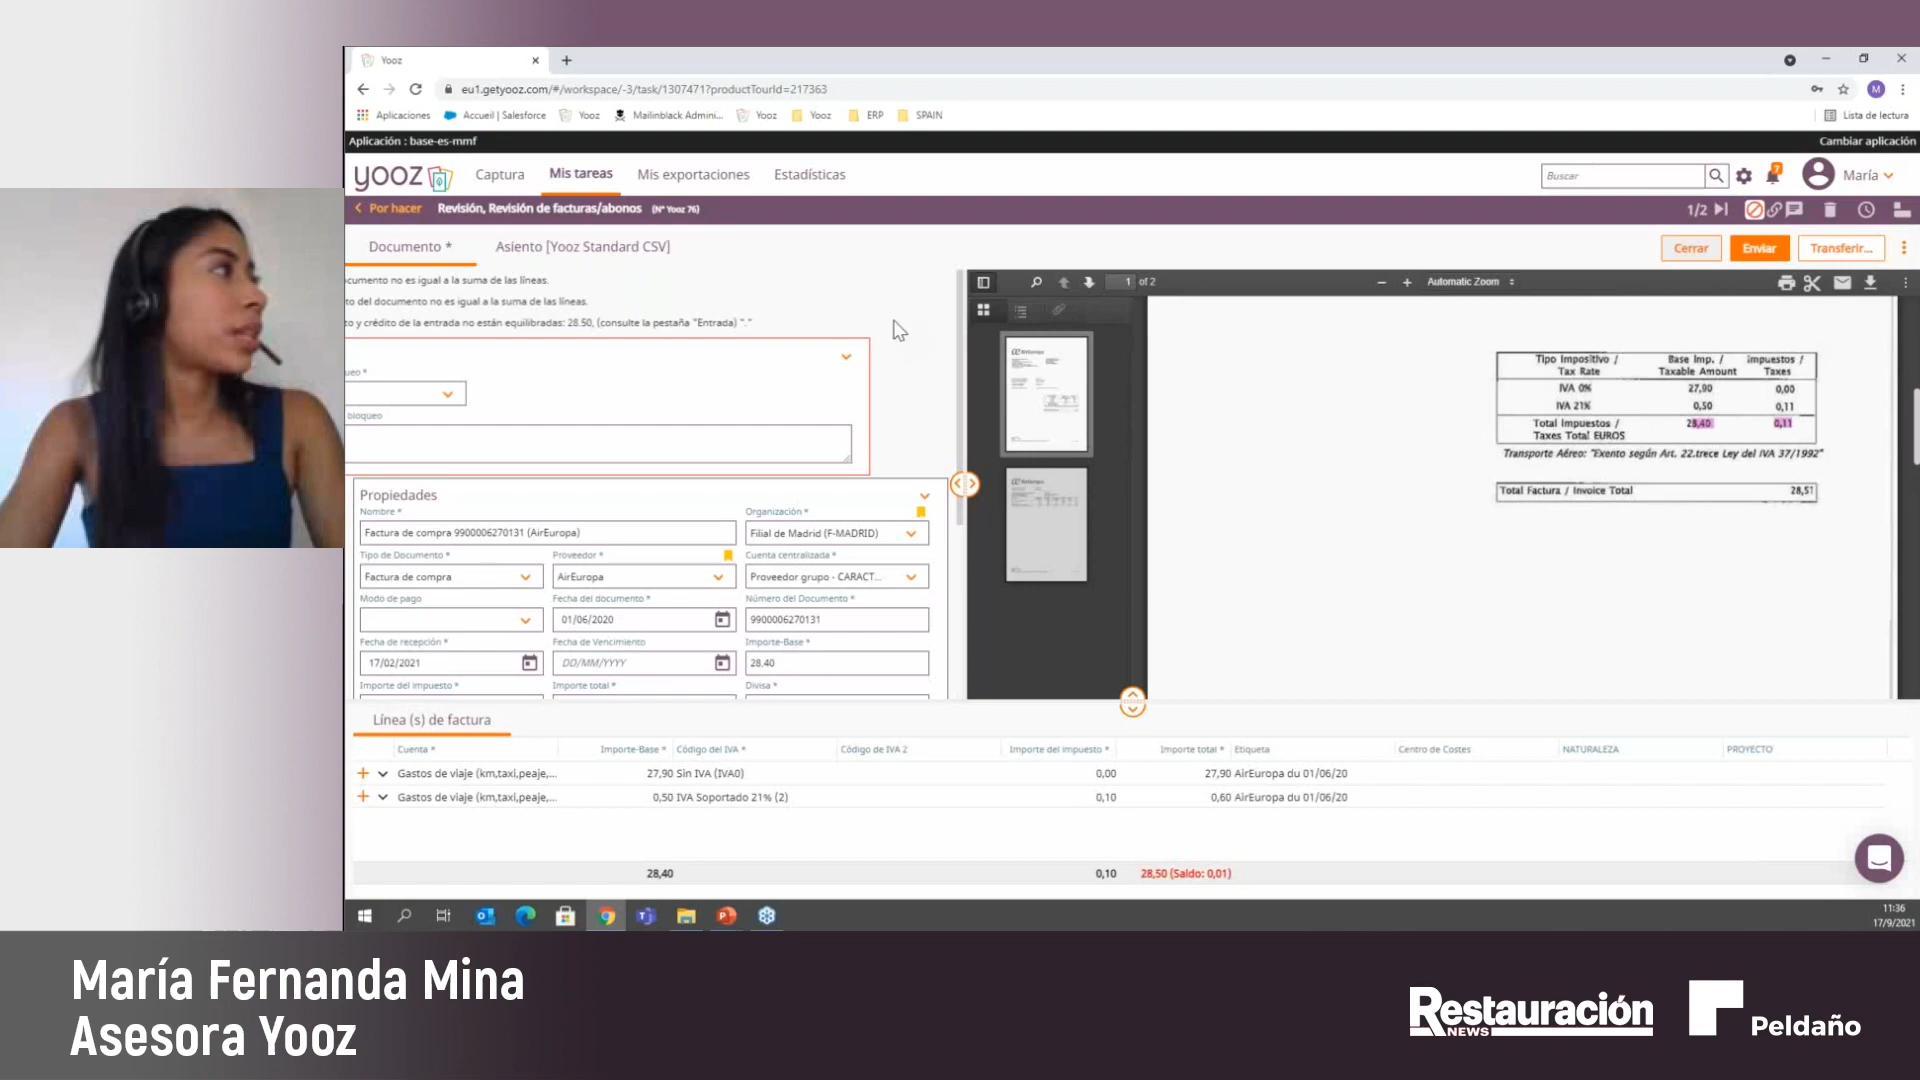 Yooz
eu1.getyooz.com/#/workspace/-3/task/1307471?productTourId=217363
M
Aplicaciones
Accueil | Salesforce
Yooz
Mailinblack Admini...
Yooz
Yooz
ERP
SPAIN
Lista de lectura
Aplicación : base-es-mmf
Cambiar aplicación
yooz
Captura
Mis tareas
Mis exportaciones
Estadísticas
Buscar
7
María
Por hacer
Revisión, Revisión de facturas/abonos (Nº Yooz 76)
1/2
Documento *
Asiento [Yooz Standard CSV]
Cerrar
Enviar
Transferir...
cumento no es igual a la suma de las líneas.
to del documento no es igual a la suma de las líneas.
to y crédito de la entrada no están equilibradas: 28.50, (consulte la pestaña "Entrada) "."
ueo *
bloqueo
1 of 2
Automatic Zoom
Tipo Impositivo / Tax Rate
Base Imp. / Taxable Amount
Impuestos / Taxes
IVA 0% 27,90 0,00
IVA 21% 0,50 0,11
Total Impuestos / Taxes Total EUROS 28,40 0,11
Transporte Aéreo: "Exento según Art. 22.trece Ley del IVA 37/1992"
Total Factura / Invoice Total 28,51
Propiedades
Nombre *
Organización *
Factura de compra 9900006270131 (AirEuropa)
Filial de Madrid (F-MADRID)
Tipo de Documento *
Proveedor *
Cuenta centralizada *
Factura de compra
AirEuropa
Proveedor grupo - CARACT...
Modo de pago
Fecha del documento *
Número del Documento *
01/06/2020
9900006270131
Fecha de recepción *
Fecha de Vencimiento
Importe-Base *
17/02/2021
DD/MM/YYYY
28.40
Importe del impuesto *
Importe total *
Divisa *
Línea (s) de factura
Cuenta * Importe-Base * Código del IVA * Código de IVA 2 Importe del impuesto * Importe total * Etiqueta Centro de Costes NATURALEZA PROYECTO
Gastos de viaje (km,taxi,peaje,... 27,90 Sin IVA (IVA0) 0,00 27,90 AirEuropa du 01/06/20
Gastos de viaje (km,taxi,peaje,... 0,50 IVA Soportado 21% (2) 0,10 0,60 AirEuropa du 01/06/20
28,40 0,10 28,50 (Saldo: 0,01)
11:36
17/9/2021
María Fernanda Mina
Asesora Yooz
Restauración
NEWS
Peldaño